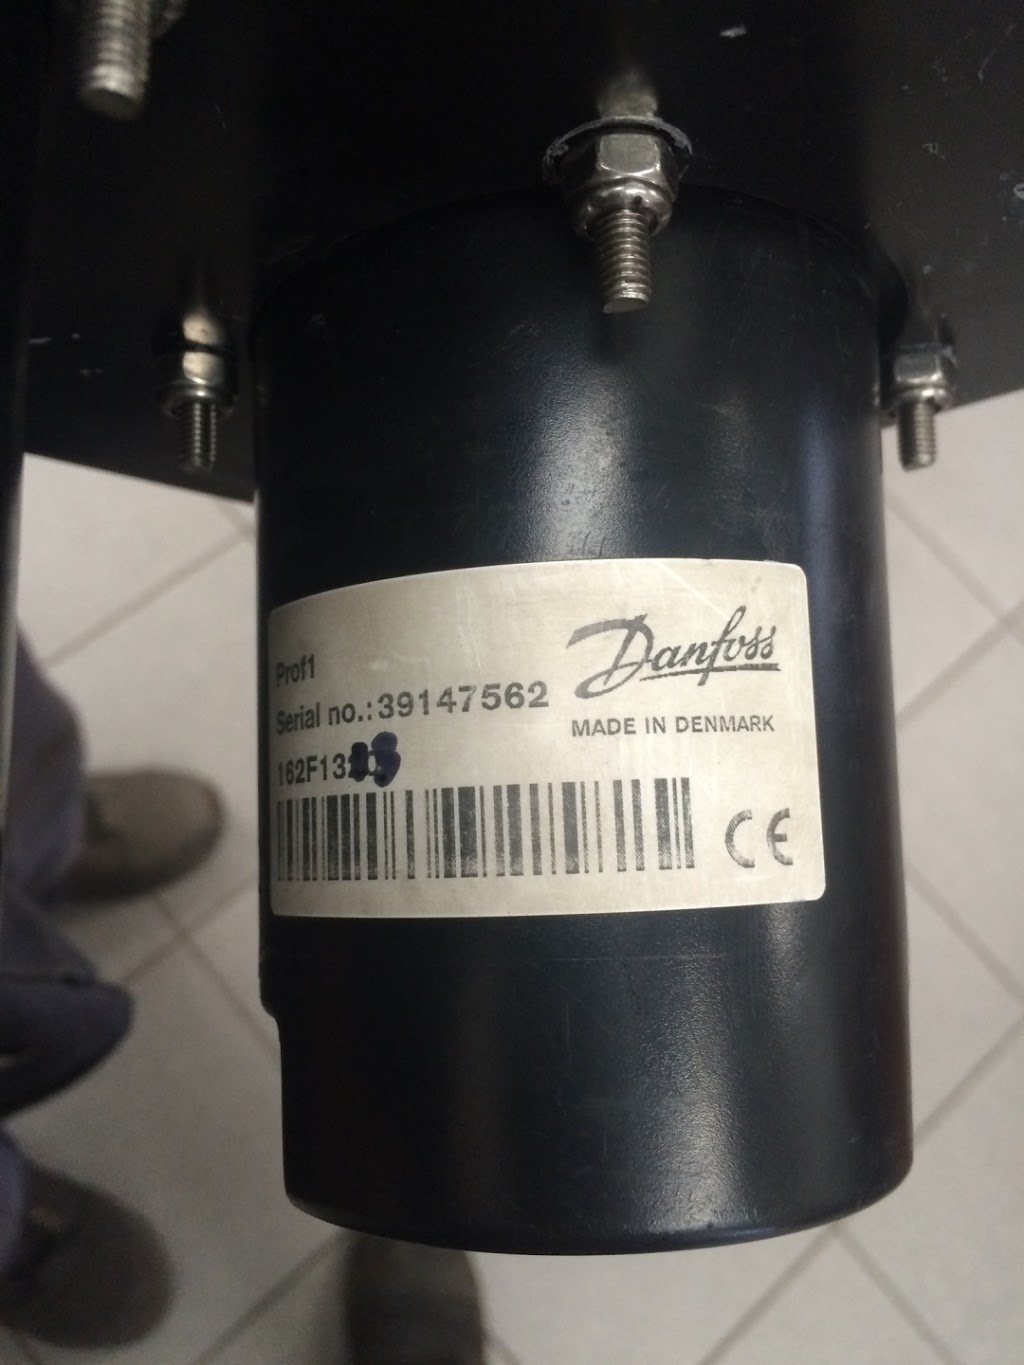 Prof1
Danfoss
Serial no.: 39147562
MADE IN DENMARK
CE